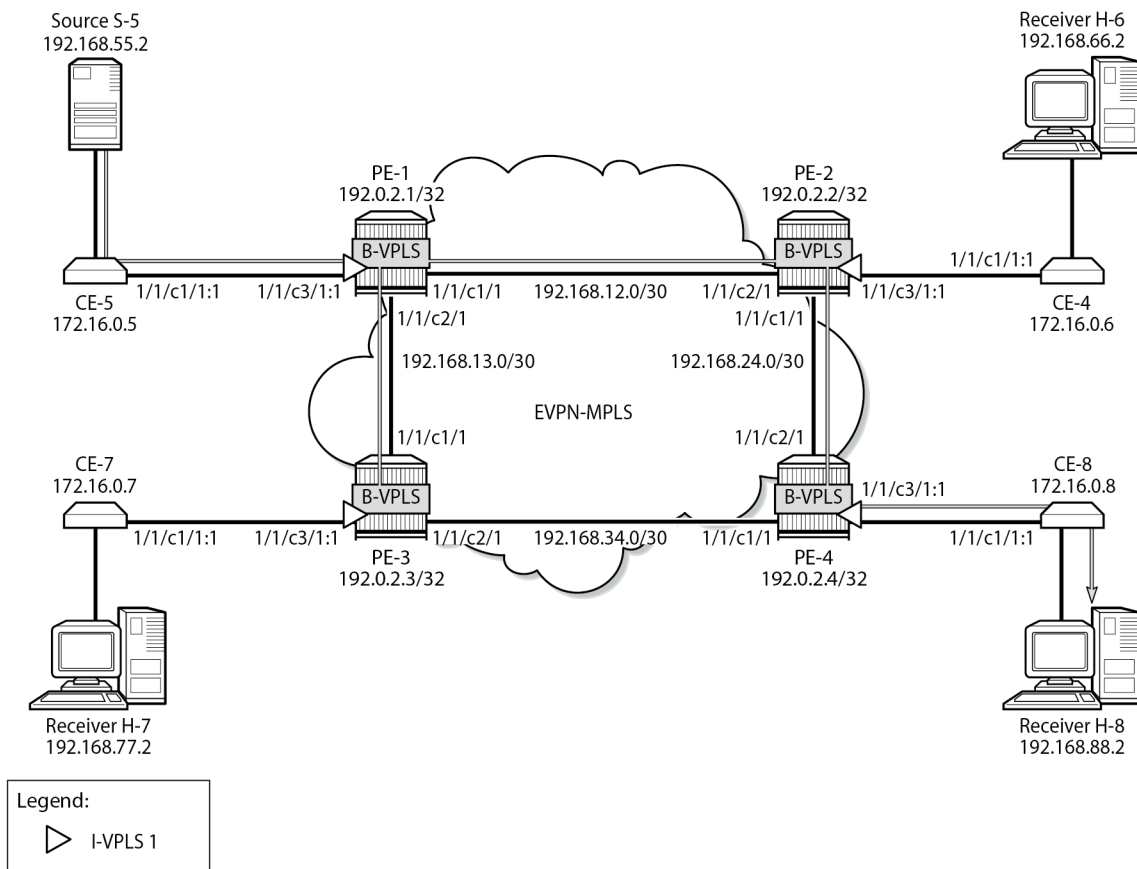 Source S-5
192.168.55.2
Receiver H-6
192.168.66.2
PE-1
192.0.2.1/32
PE-2
192.0.2.2/32
B-VPLS
B-VPLS
1/1/c1/1:1
CE-5
172.16.0.5
1/1/c1/1:1
1/1/c3/1:1
1/1/c1/1
192.168.12.0/30
1/1/c2/1
1/1/c3/1:1
CE-4
172.16.0.6
1/1/c2/1
1/1/c1/1
192.168.13.0/30
192.168.24.0/30
EVPN-MPLS
1/1/c1/1
1/1/c2/1
CE-7
172.16.0.7
CE-8
172.16.0.8
B-VPLS
B-VPLS
1/1/c3/1:1
1/1/c1/1:1
1/1/c3/1:1
1/1/c2/1
192.168.34.0/30
1/1/c1/1
1/1/c1/1:1
PE-3
192.0.2.3/32
PE-4
192.0.2.4/32
Receiver H-7
192.168.77.2
Receiver H-8
192.168.88.2
Legend:
I-VPLS 1